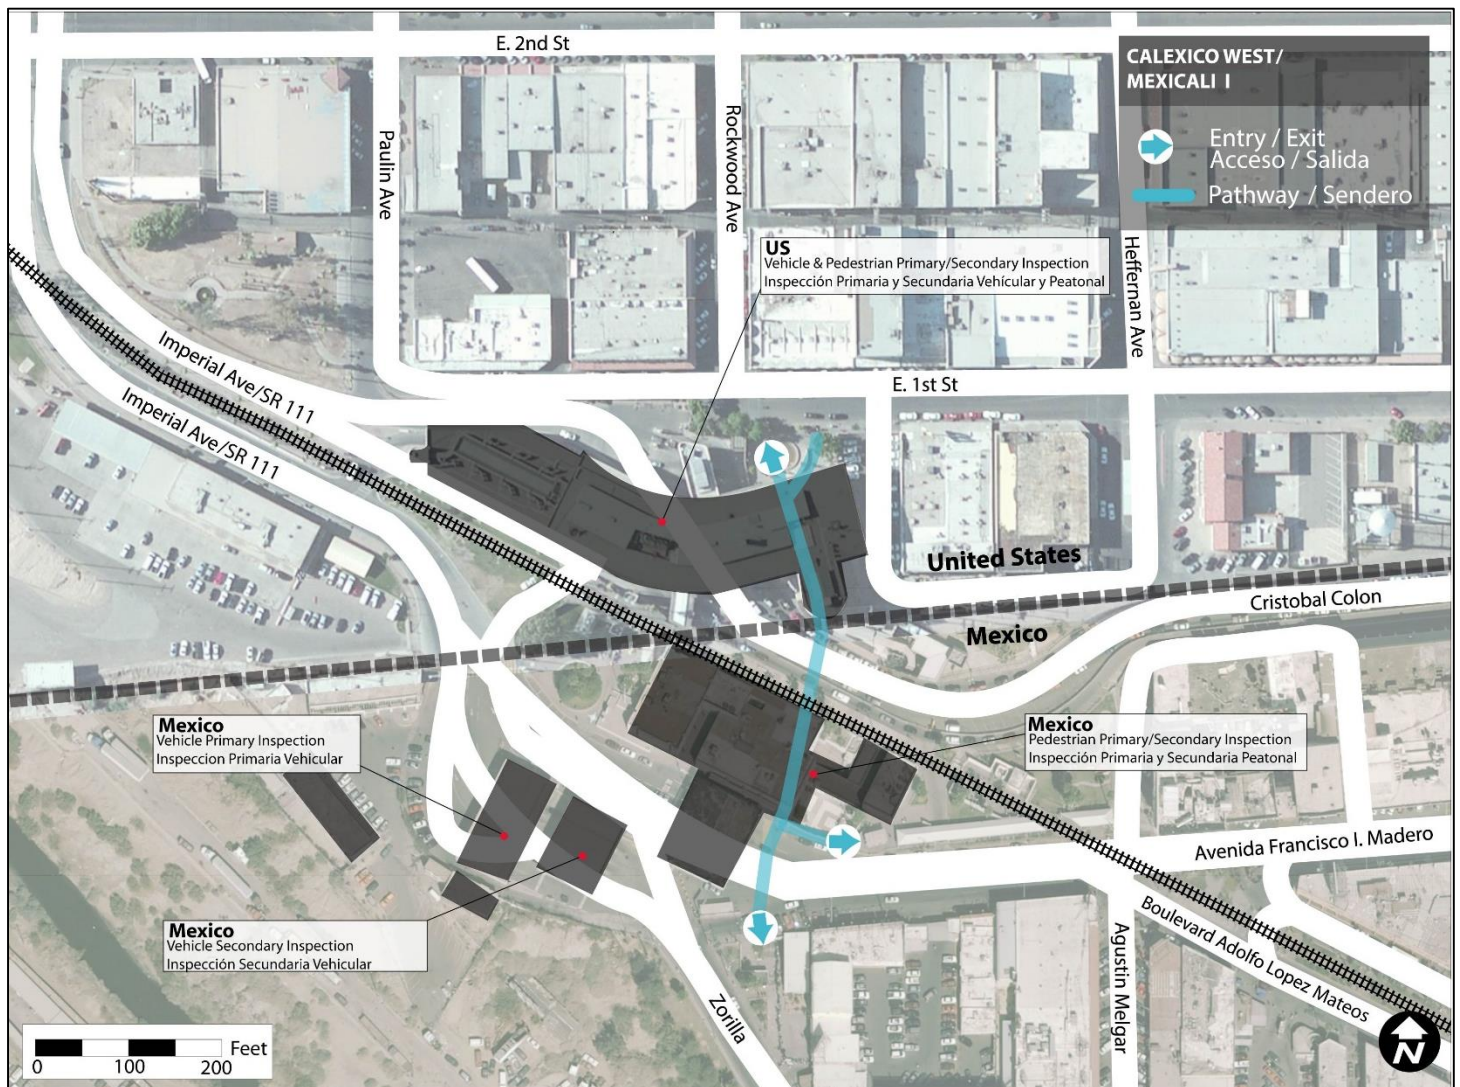 E. 2nd St
CALEXICO WEST/
MEXICALI I
Entry / Exit
Acceso / Salida
Pathway / Sendero
Paulin Ave
Rockwood Ave
Heffernan Ave
US
Vehicle & Pedestrian Primary/Secondary Inspection
Inspección Primaria y Secundaria Vehícular y Peatonal
Imperial Ave/SR 111
Imperial Ave/SR 111
E. 1st St
United States
Mexico
Cristobal Colon
Mexico
Vehicle Primary Inspection
Inspeccion Primaria Vehicular
Mexico
Pedestrian Primary/Secondary Inspection
Inspección Primaria y Secundaria Peatonal
Avenida Francisco I. Madero
Mexico
Vehicle Secondary Inspection
Inspección Secundaria Vehicular
Boulevard Adolfo Lopez Mateos
Agustin Melgar
Zorilla
0 100 200 Feet
N